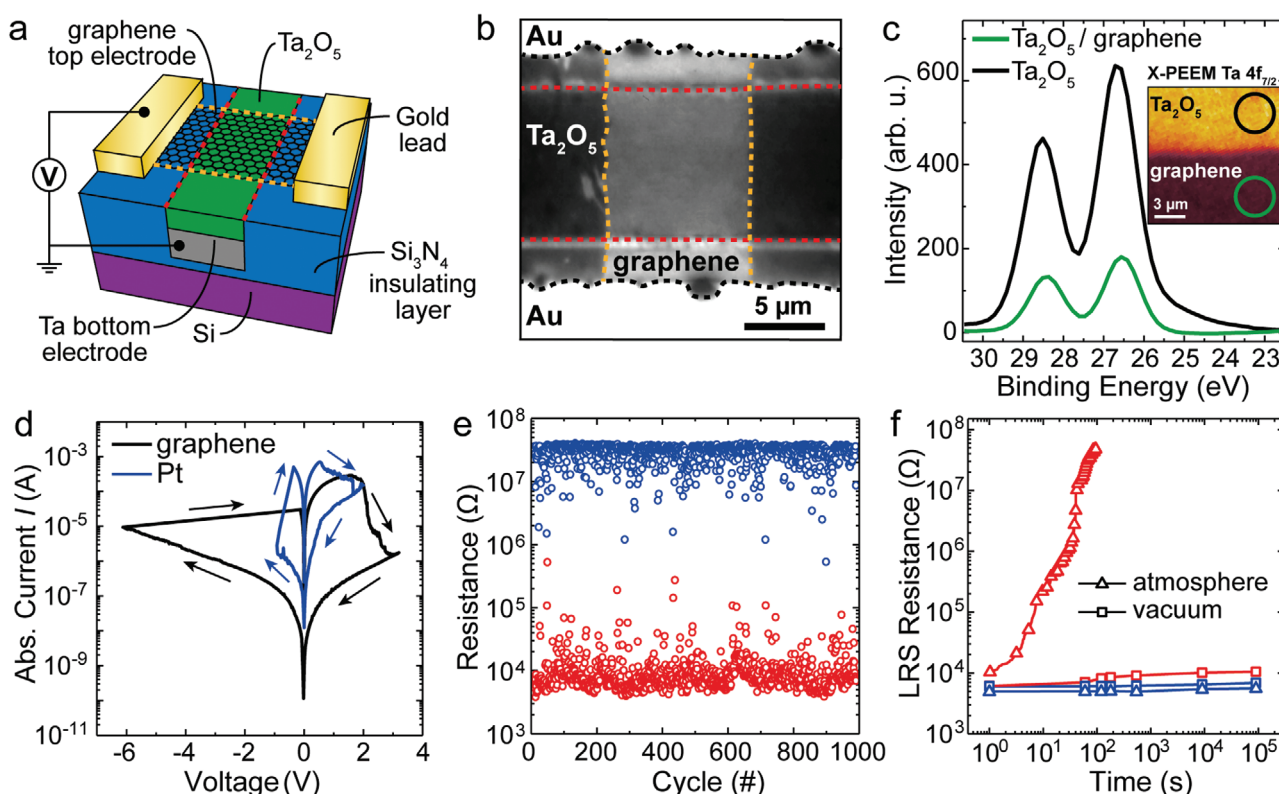 a
graphene
top electrode
Ta2O5
Gold
lead
V
Si3N4
insulating
layer
Ta bottom
electrode
Si
b
Au
Ta2O5
graphene
Au
5 µm
c
Ta2O5 / graphene
Ta2O5
X-PEEM Ta 4f7/2
Ta2O5
graphene
3 µm
600
400
200
0
Intensity (arb. u.)
30 29 28 27 26 25 24 23
Binding Energy (eV)
d
graphene
Pt
10-3
10-5
10-7
10-9
10-11
Abs. Current I (A)
-6 -4 -2 0 2 4
Voltage (V)
e
10^8
10^7
10^6
10^5
10^4
10^3
Resistance (Ω)
0 200 400 600 800 1000
Cycle (#)
f
10^8
10^7
10^6
10^5
10^4
10^3
LRS Resistance (Ω)
atmosphere
vacuum
10^0 10^1 10^2 10^3 10^4 10^5
Time (s)